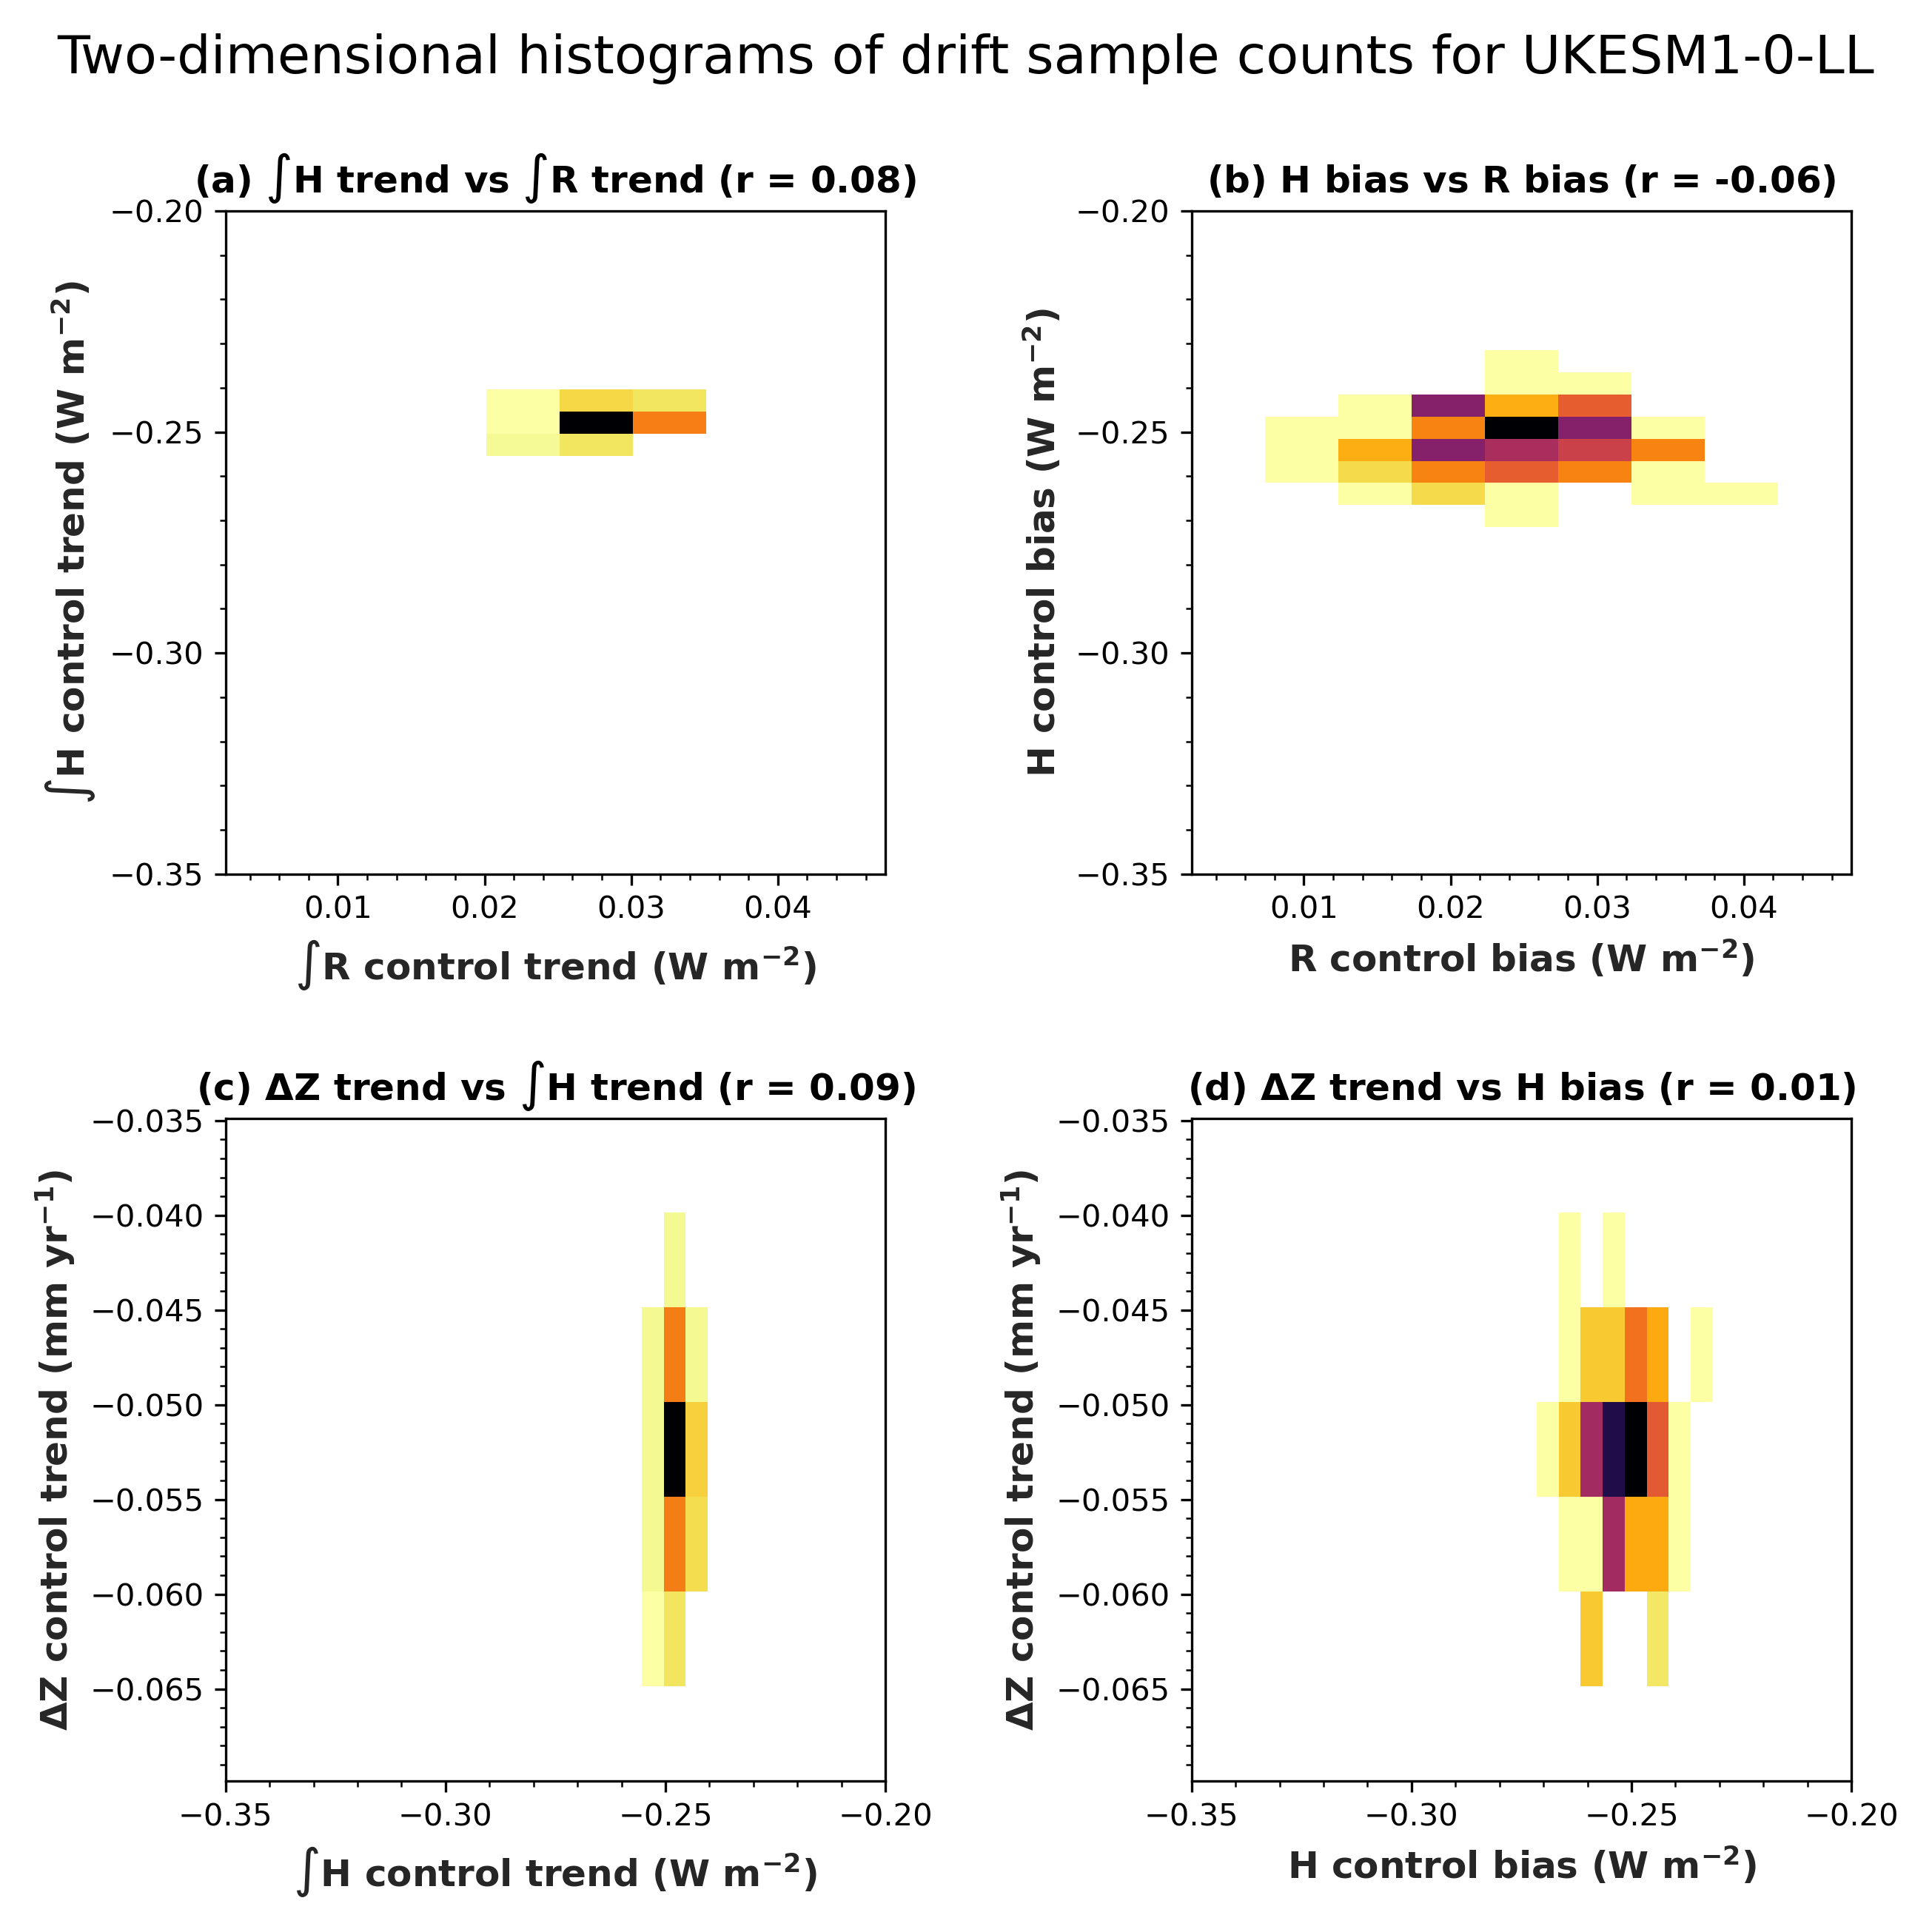 Two-dimensional histograms of drift sample counts for UKESM1-0-LL
(a) ∫H trend vs ∫R trend (r = 0.08)
−0.20
−0.25
−0.30
−0.35
∫H control trend (W m⁻²)
0.01 0.02 0.03 0.04
∫R control trend (W m⁻²)
(b) H bias vs R bias (r = -0.06)
−0.20
−0.25
−0.30
−0.35
H control bias (W m⁻²)
0.01 0.02 0.03 0.04
R control bias (W m⁻²)
(c) ΔZ trend vs ∫H trend (r = 0.09)
−0.035
−0.040
−0.045
−0.050
−0.055
−0.060
−0.065
ΔZ control trend (mm yr⁻¹)
−0.35 −0.30 −0.25 −0.20
∫H control trend (W m⁻²)
(d) ΔZ trend vs H bias (r = 0.01)
−0.035
−0.040
−0.045
−0.050
−0.055
−0.060
−0.065
ΔZ control trend (mm yr⁻¹)
−0.35 −0.30 −0.25 −0.20
H control bias (W m⁻²)